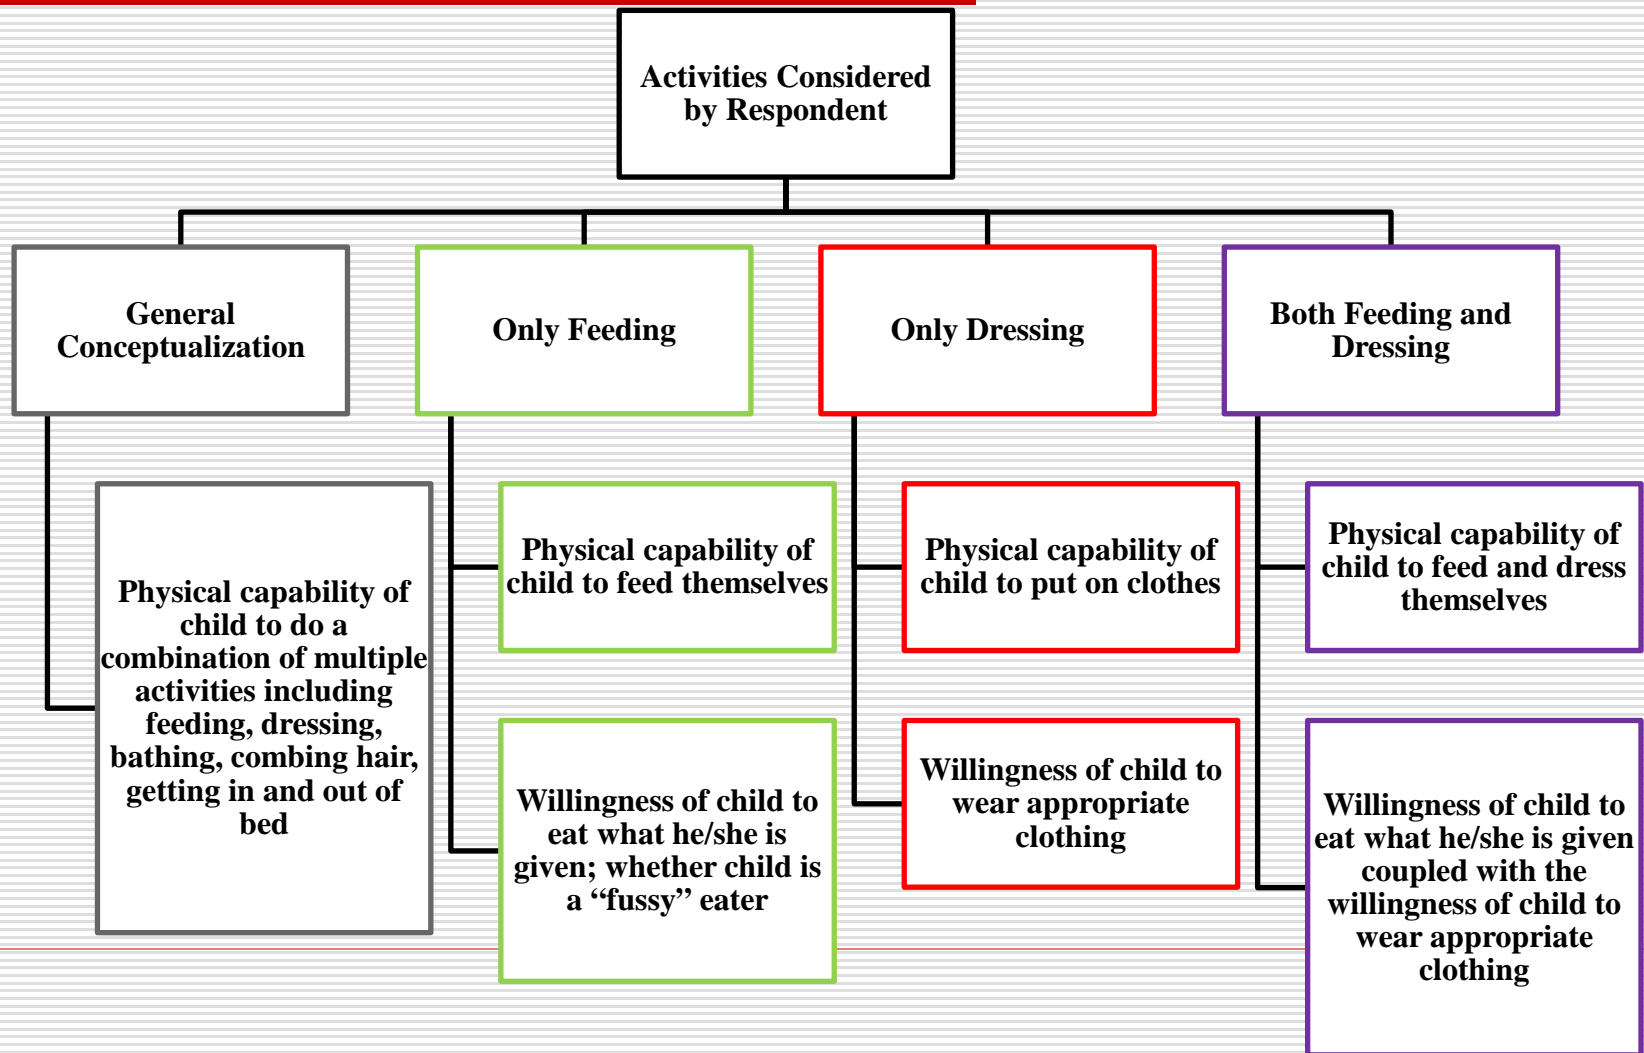 Activities Considered
by Respondent
General
Conceptualization
Only Feeding
Only Dressing
Both Feeding and
Dressing
Physical capability of
child to do a
combination of multiple
activities including
feeding, dressing,
bathing, combing hair,
getting in and out of
bed
Physical capability of
child to feed themselves
Willingness of child to
eat what he/she is
given; whether child is
a “fussy” eater
Physical capability of
child to put on clothes
Willingness of child to
wear appropriate
clothing
Physical capability of
child to feed and dress
themselves
Willingness of child to
eat what he/she is given
coupled with the
willingness of child to
wear appropriate
clothing